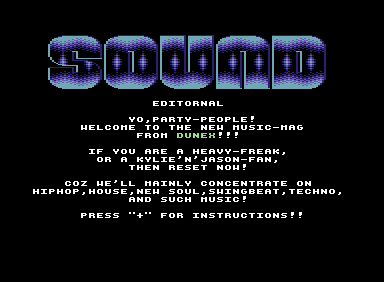 SOUND
EDITORNAL
YO,PARTY-PEOPLE!
WELCOME TO THE NEW MUSIC-MAG
FROM DUNEX!!!
IF YOU ARE A HEAVY-FREAK,
OR A KYLIE'N'JASON-FAN,
THEN RESET NOW!
COZ WE'LL MAINLY CONCENTRATE ON
HIPHOP,HOUSE,NEW SOUL,SWINGBEAT,TECHNO,
AND SUCH MUSIC!
PRESS "+" FOR INSTRUCTIONS!!